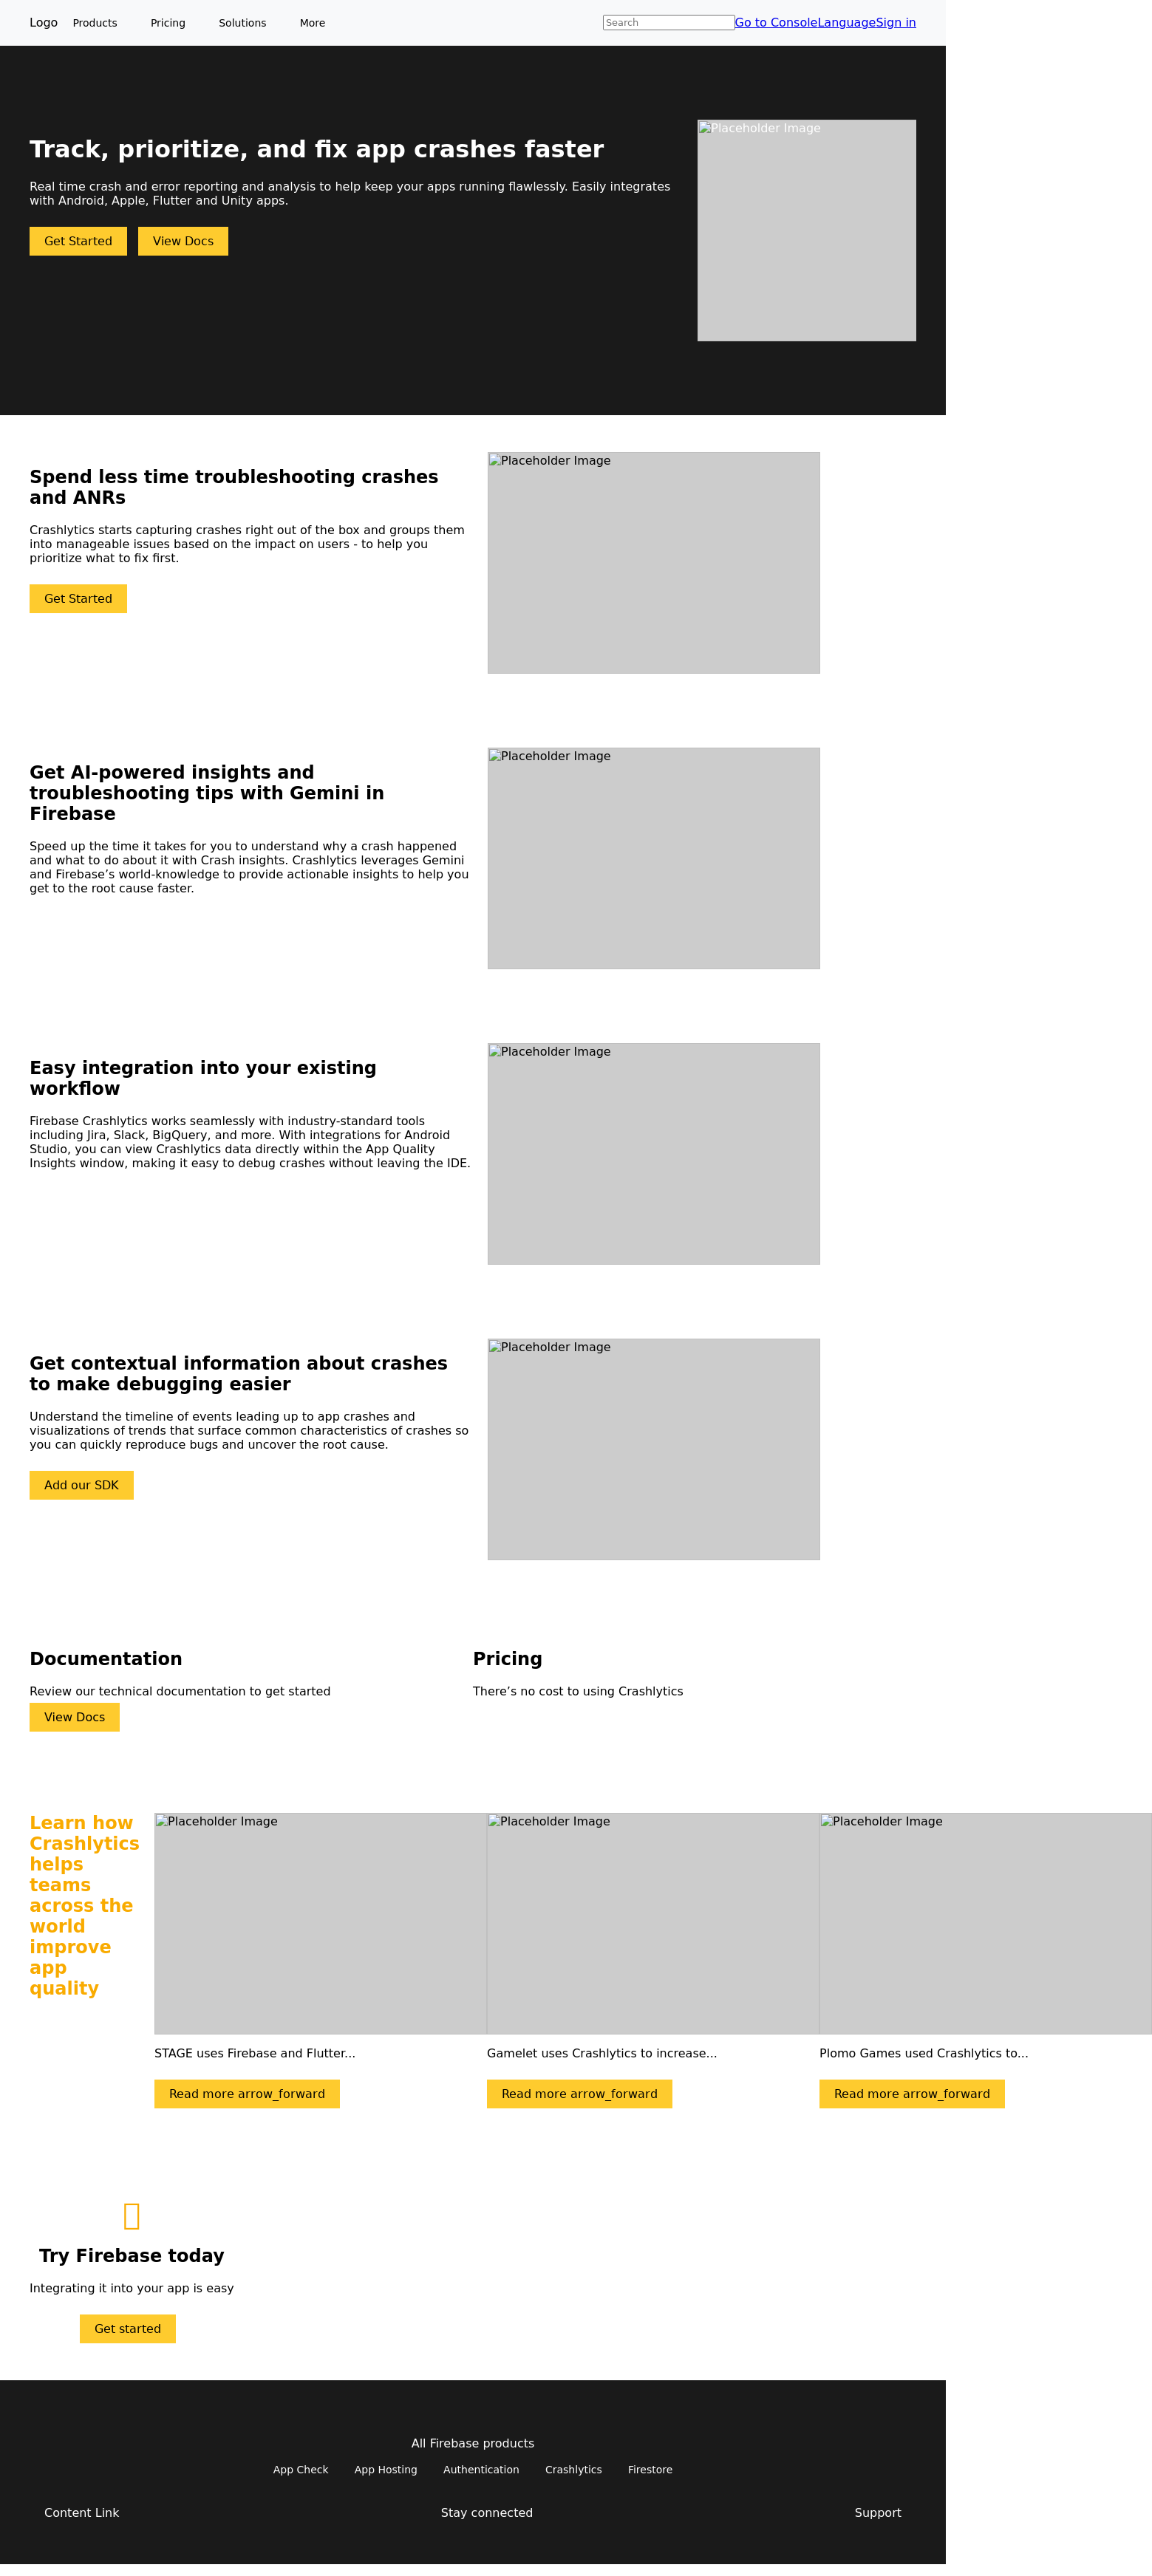 Logo
Products
Pricing
Solutions
More
Search
Go to Console
Language
Sign in
Track, prioritize, and fix app crashes faster
Placeholder Image
Real time crash and error reporting and analysis to help keep your apps running flawlessly. Easily integrates
with Android, Apple, Flutter and Unity apps.
Get Started
View Docs
Spend less time troubleshooting crashes
and ANRs
Crashlytics starts capturing crashes right out of the box and groups them
into manageable issues based on the impact on users - to help you
prioritize what to fix first.
Get Started
Placeholder Image
Get AI-powered insights and
troubleshooting tips with Gemini in
Firebase
Speed up the time it takes for you to understand why a crash happened
and what to do about it with Crash insights. Crashlytics leverages Gemini
and Firebase’s world-knowledge to provide actionable insights to help you
get to the root cause faster.
Placeholder Image
Easy integration into your existing
workflow
Firebase Crashlytics works seamlessly with industry-standard tools
including Jira, Slack, BigQuery, and more. With integrations for Android
Studio, you can view Crashlytics data directly within the App Quality
Insights window, making it easy to debug crashes without leaving the IDE.
Placeholder Image
Get contextual information about crashes
to make debugging easier
Understand the timeline of events leading up to app crashes and
visualizations of trends that surface common characteristics of crashes so
you can quickly reproduce bugs and uncover the root cause.
Add our SDK
Placeholder Image
Documentation
Review our technical documentation to get started
View Docs
Pricing
There’s no cost to using Crashlytics
Learn how
Crashlytics
helps
teams
across the
world
improve
app
quality
Placeholder Image
STAGE uses Firebase and Flutter...
Read more arrow_forward
Placeholder Image
Gamelet uses Crashlytics to increase...
Read more arrow_forward
Placeholder Image
Plomo Games used Crashlytics to...
Read more arrow_forward
Try Firebase today
Integrating it into your app is easy
Get started
All Firebase products
App Check
App Hosting
Authentication
Crashlytics
Firestore
Content Link
Stay connected
Support